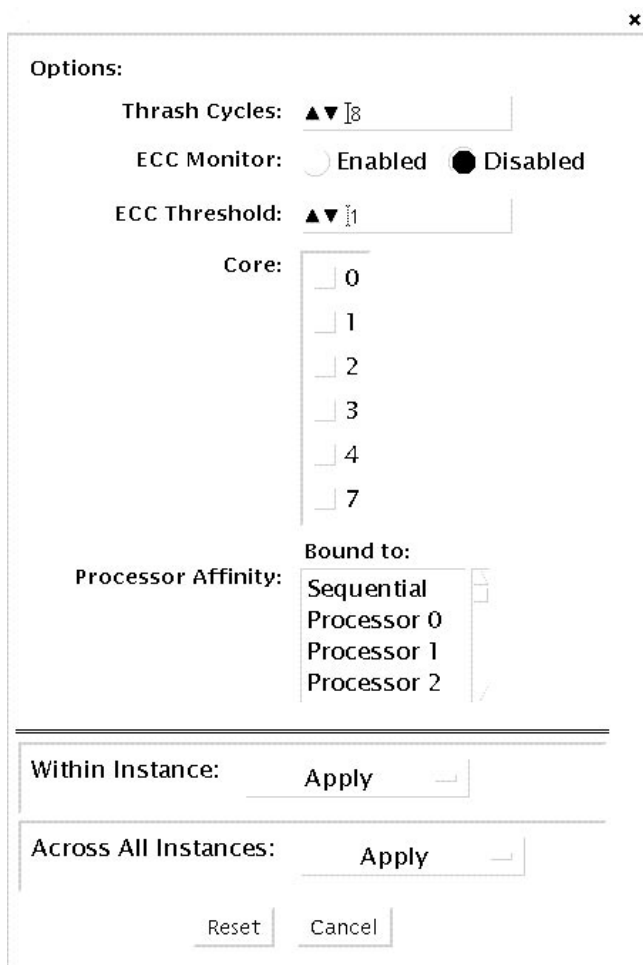 Options:
Thrash Cycles: 8
ECC Monitor: Enabled Disabled
ECC Threshold: 1
Core: 0
1
2
3
4
7
Bound to:
Processor Affinity:
Sequential
Processor 0
Processor 1
Processor 2
Within Instance: Apply
Across All Instances: Apply
Reset Cancel